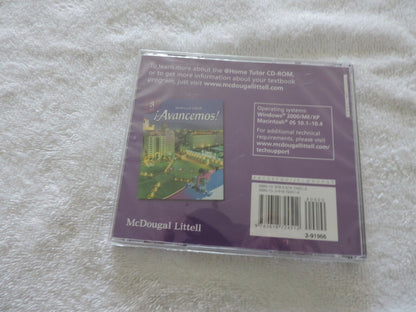 To learn more about the @Home Tutor CD-ROM,
or to get more information about your textbook
program, just visit www.mcdougallittell.com
¡Avancemos!
Operating systems:
Windows® 2000/ME/XP
Macintosh® OS 10.1–10.4
For additional technical
requirements, please visit
www.mcdougallittell.com/
techsupport
McDougal Littell
2-91966